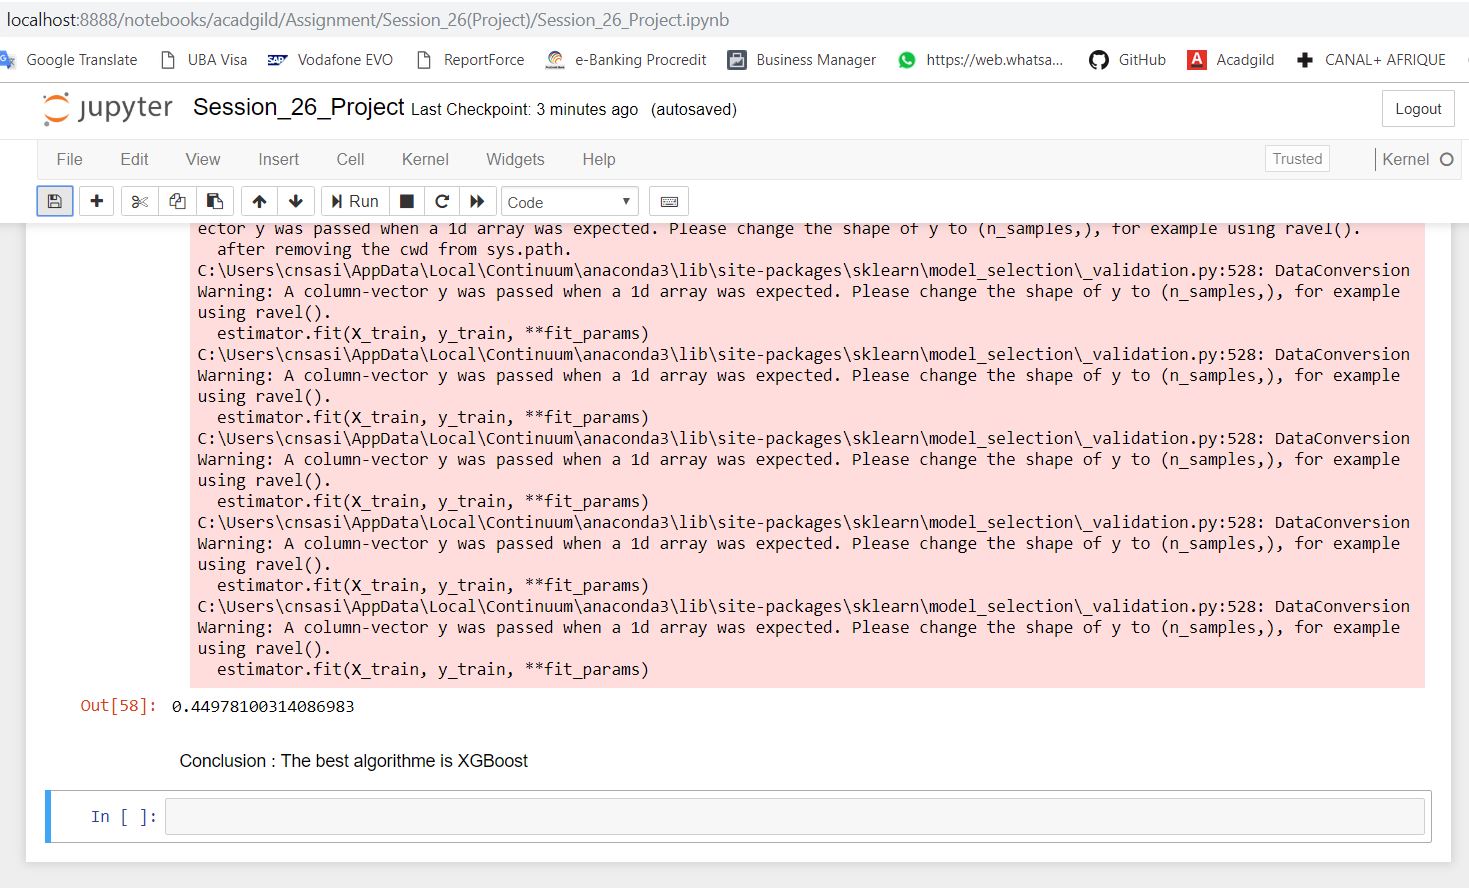 localhost:8888/notebooks/acadgild/Assignment/Session_26(Project)/Session_26_Project.ipynb
Google Translate UBA Visa SAP Vodafone EVO ReportForce e-Banking Procredit Business Manager https://web.whatsa... GitHub A Acadgild CANAL+ AFRIQUE
jupyter Session_26_Project Last Checkpoint: 3 minutes ago (autosaved) Logout
File Edit View Insert Cell Kernel Widgets Help Trusted Kernel
Run Code
ector y was passed when a 1d array was expected. Please change the shape of y to (n_samples,), for example using ravel().
after removing the cwd from sys.path.
C:\Users\cnsasi\AppData\Local\Continuum\anaconda3\lib\site-packages\sklearn\model_selection\_validation.py:528: DataConversion
Warning: A column-vector y was passed when a 1d array was expected. Please change the shape of y to (n_samples,), for example
using ravel().
estimator.fit(X_train, y_train, **fit_params)
C:\Users\cnsasi\AppData\Local\Continuum\anaconda3\lib\site-packages\sklearn\model_selection\_validation.py:528: DataConversion
Warning: A column-vector y was passed when a 1d array was expected. Please change the shape of y to (n_samples,), for example
using ravel().
estimator.fit(X_train, y_train, **fit_params)
C:\Users\cnsasi\AppData\Local\Continuum\anaconda3\lib\site-packages\sklearn\model_selection\_validation.py:528: DataConversion
Warning: A column-vector y was passed when a 1d array was expected. Please change the shape of y to (n_samples,), for example
using ravel().
estimator.fit(X_train, y_train, **fit_params)
C:\Users\cnsasi\AppData\Local\Continuum\anaconda3\lib\site-packages\sklearn\model_selection\_validation.py:528: DataConversion
Warning: A column-vector y was passed when a 1d array was expected. Please change the shape of y to (n_samples,), for example
using ravel().
estimator.fit(X_train, y_train, **fit_params)
C:\Users\cnsasi\AppData\Local\Continuum\anaconda3\lib\site-packages\sklearn\model_selection\_validation.py:528: DataConversion
Warning: A column-vector y was passed when a 1d array was expected. Please change the shape of y to (n_samples,), for example
using ravel().
estimator.fit(X_train, y_train, **fit_params)
Out[58]: 0.44978100314086983
Conclusion : The best algorithme is XGBoost
In [ ]: